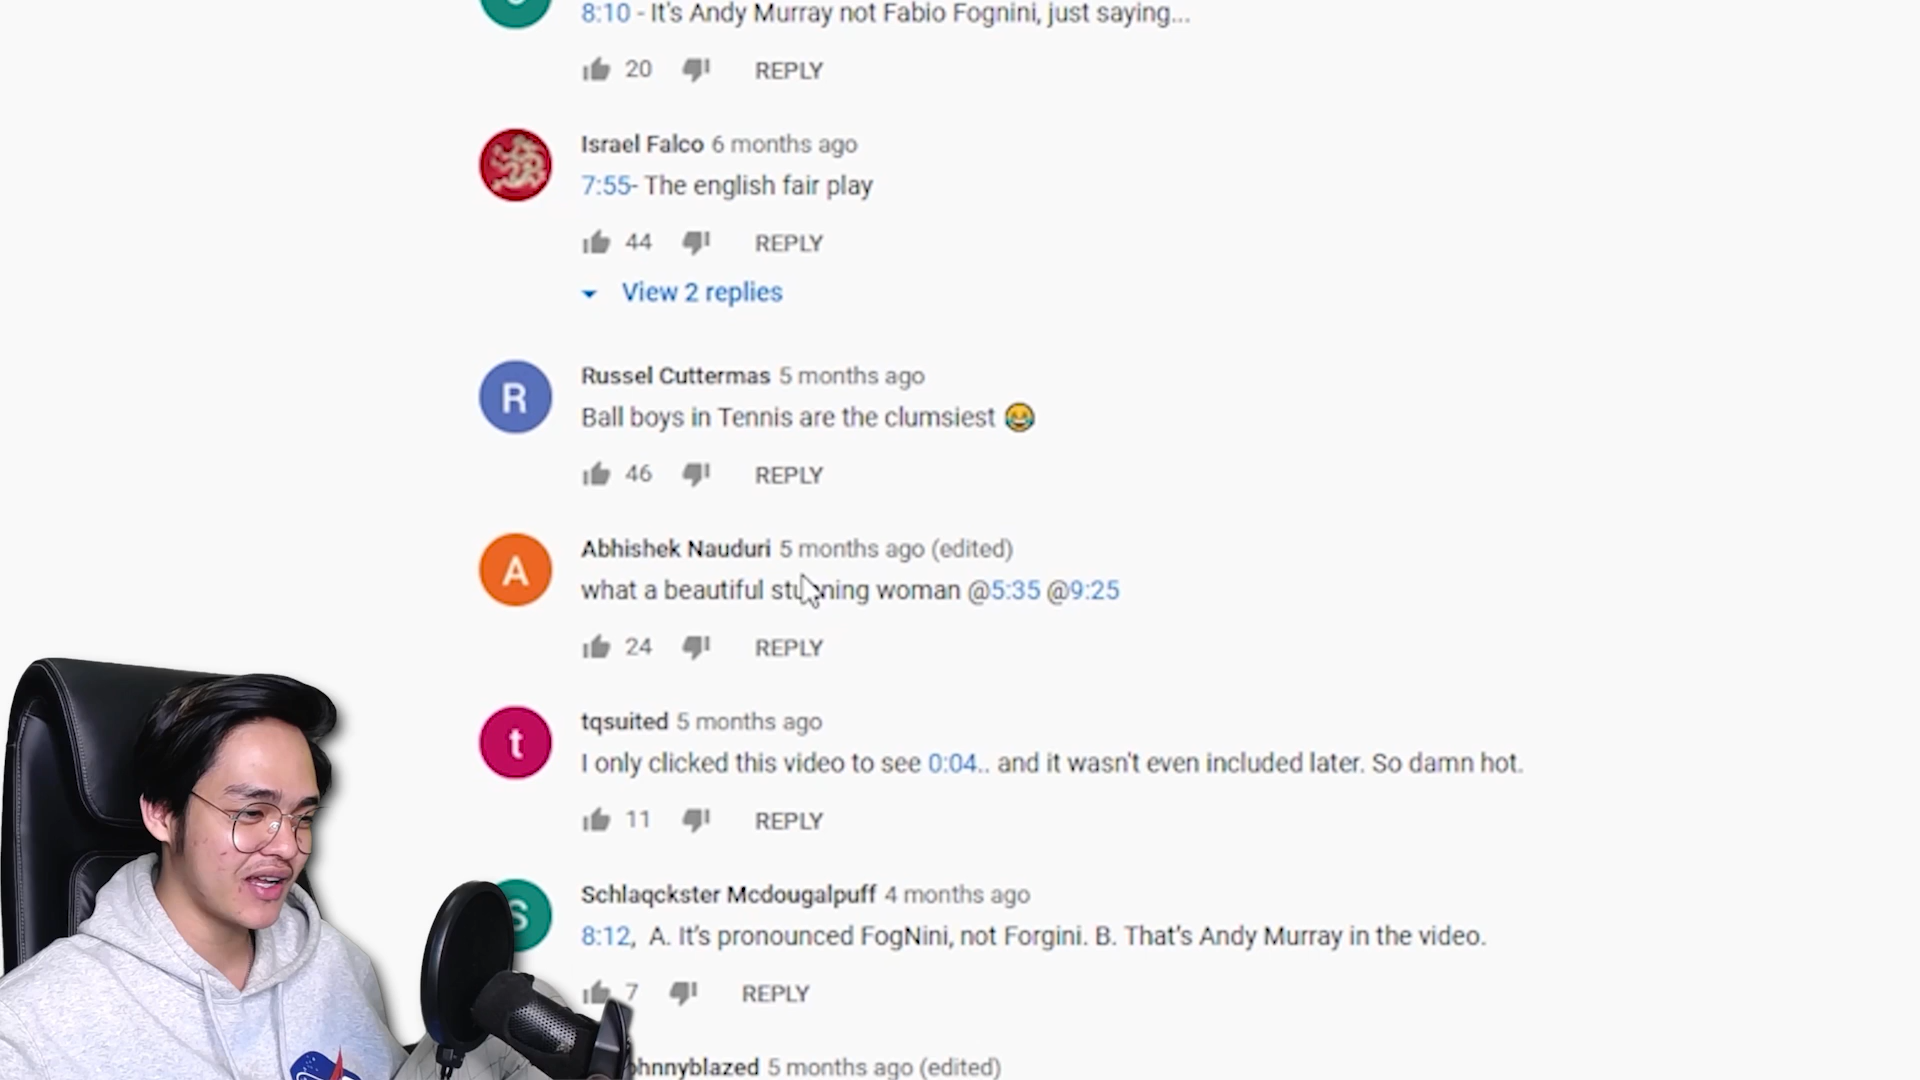 8:10 - It's Andy Murray not Fabio Fognini, just saying...
20 REPLY
Israel Falco 6 months ago
7:55- The english fair play
44 REPLY
View 2 replies
R
Russel Cuttermas 5 months ago
Ball boys in Tennis are the clumsiest 😂
46 REPLY
A
Abhishek Nauduri 5 months ago (edited)
what a beautiful stunning woman @5:35 @9:25
24 REPLY
t
tqsuited 5 months ago
I only clicked this video to see 0:04.. and it wasn't even included later. So damn hot.
11 REPLY
S
Schlaqckster Mcdougalpuff 4 months ago
8:12, A. It's pronounced FogNini, not Forgini. B. That's Andy Murray in the video.
7 REPLY
ohnnyblazed 5 months ago (edited)